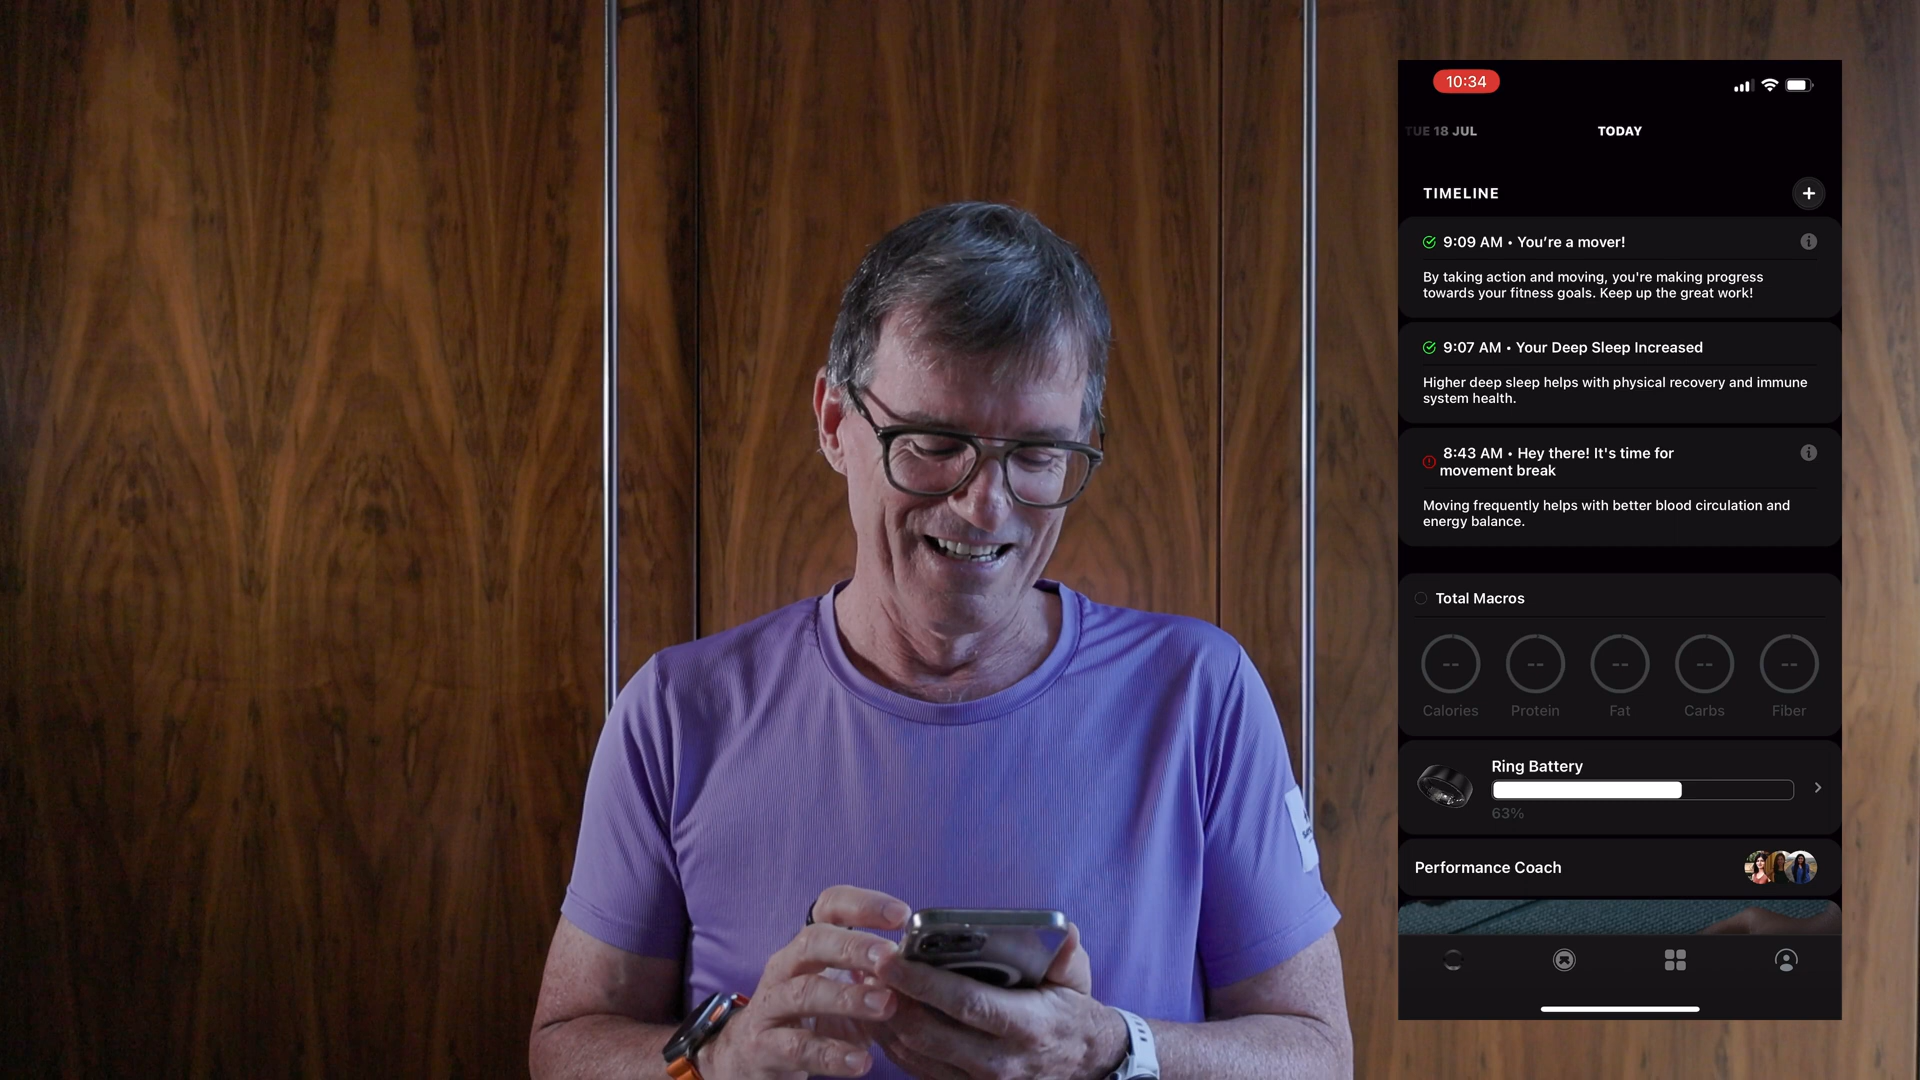 10:34
TUE 18 JUL
TODAY
TIMELINE
9:09 AM • You're a mover!
By taking action and moving, you're making progress
towards your fitness goals. Keep up the great work!
9:07 AM • Your Deep Sleep Increased
Higher deep sleep helps with physical recovery and immune
system health.
8:43 AM • Hey there! It's time for
movement break
Moving frequently helps with better blood circulation and
energy balance.
Total Macros
-- -- -- -- --
Calories Protein Fat Carbs Fiber
Ring Battery
63%
Performance Coach